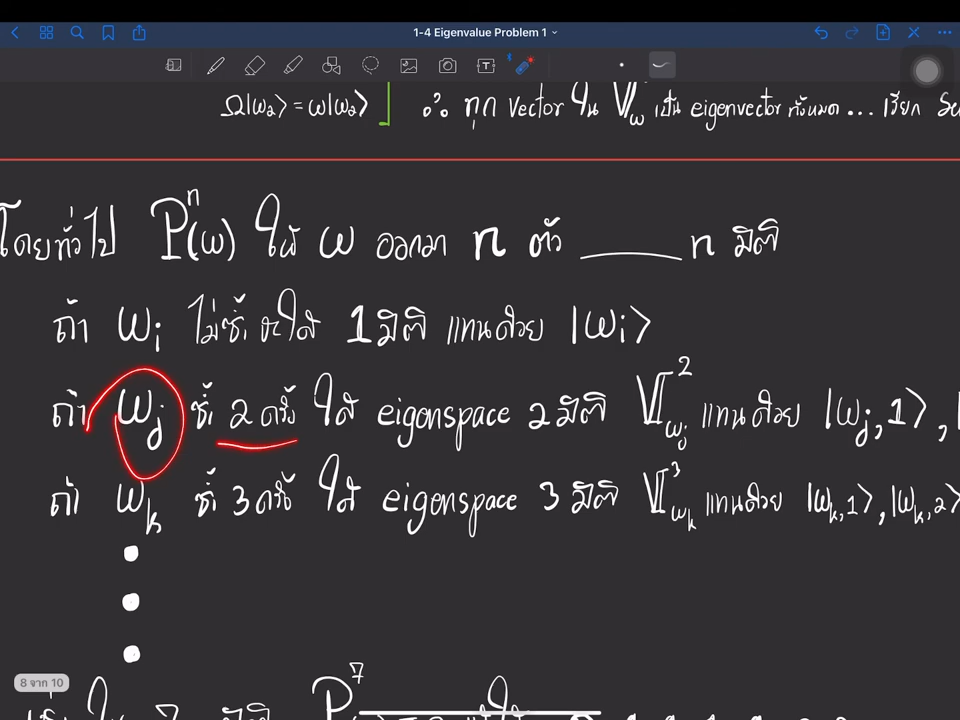 1-4 Eigenvalue Problem 1
Ω|ω₂⟩ = ω|ω₂⟩ ∴ ทุก vector ใน 𝕍_ω เป็น eigenvector ทั้งหมด... เรียก
โดยทั่วไป Pⁿ(ω) ให้ ω ออกมา n ตัว ____ n มิติ
ถ้า ωᵢ ไม่ซ้ำ จะได้ 1 มิติ แทนด้วย |ωᵢ⟩
ถ้า ωⱼ ซ้ำ 2 ครั้ง ได้ eigenspace 2 มิติ 𝕍²_ωⱼ แทนด้วย |ωⱼ,1⟩, |
ถ้า ωₖ ซ้ำ 3 ครั้ง ได้ eigenspace 3 มิติ 𝕍³_ωₖ แทนด้วย |ωₖ,1⟩, |ωₖ,2⟩
8 จาก 10
P⁷